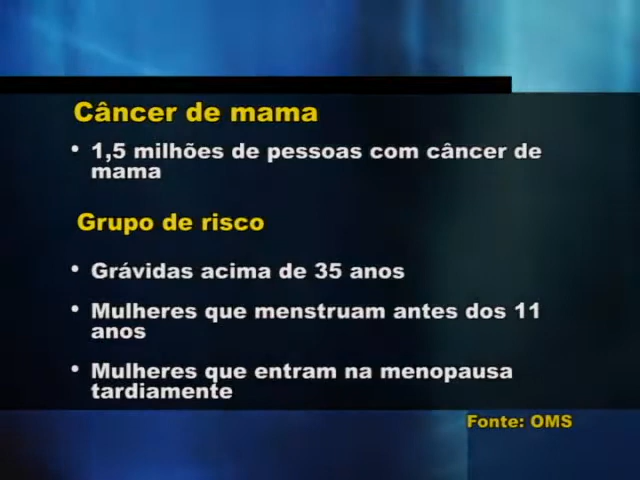 Câncer de mama
• 1,5 milhões de pessoas com câncer de
mama
Grupo de risco
• Grávidas acima de 35 anos
• Mulheres que menstruam antes dos 11
anos
• Mulheres que entram na menopausa
tardiamente
Fonte: OMS